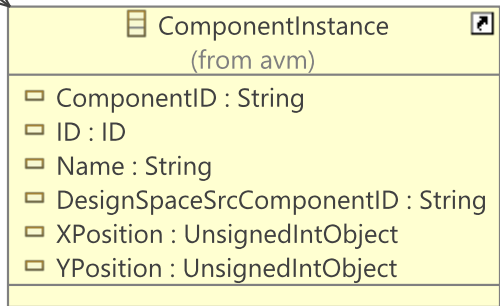 ComponentInstance
(from avm)
ComponentID : String
ID : ID
Name : String
DesignSpaceSrcComponentID : String
XPosition : UnsignedIntObject
YPosition : UnsignedIntObject